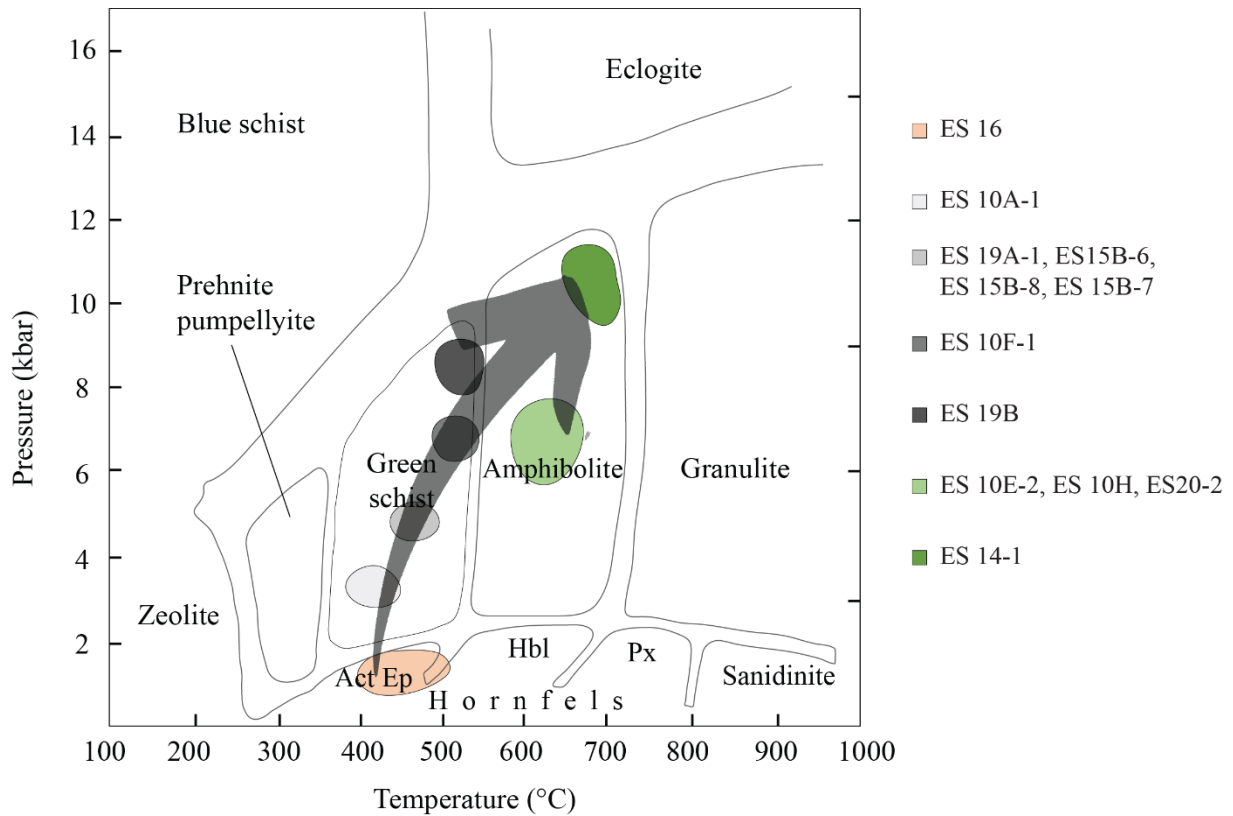 16
14
12
10
8
6
4
2
Pressure (kbar)
100 200 300 400 500 600 700 800 900 1000
Temperature (°C)
Eclogite
Blue schist
Prehnite
pumpellyite
Green
schist
Amphibolite
Granulite
Zeolite
Act Ep
Hbl
Px
Sanidinite
H o r n f e l s
ES 16
ES 10A-1
ES 19A-1, ES15B-6,
ES 15B-8, ES 15B-7
ES 10F-1
ES 19B
ES 10E-2, ES 10H, ES20-2
ES 14-1